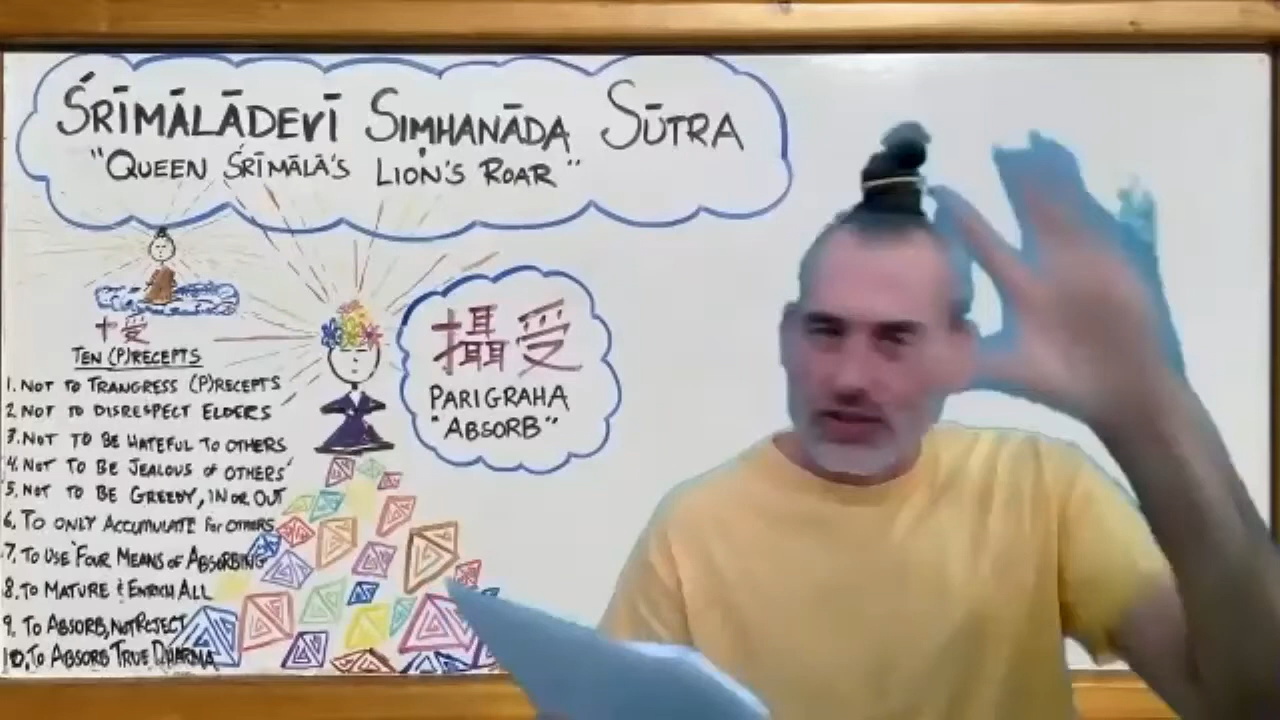 ŚRĪMĀLĀDEVĪ SIṂHANĀDA SŪTRA
"QUEEN ŚRĪMĀLĀ'S LION'S ROAR"
十受
TEN (P)RECEPTS
1. NOT TO TRANGRESS (P)RECEPTS
2. NOT TO DISRESPECT ELDERS
3. NOT TO BE HATEFUL TO OTHERS
4. NOT TO BE JEALOUS OF OTHERS
5. NOT TO BE GREEDY, IN OR OUT
6. TO ONLY ACCUMULATE FOR OTHERS
7. TO USE 'FOUR MEANS OF ABSORBING'
8. TO MATURE & ENRICH ALL
9. TO ABSORB, NOT REJECT
10. TO ABSORB TRUE DHARMA
攝受
PARIGRAHA
"ABSORB"